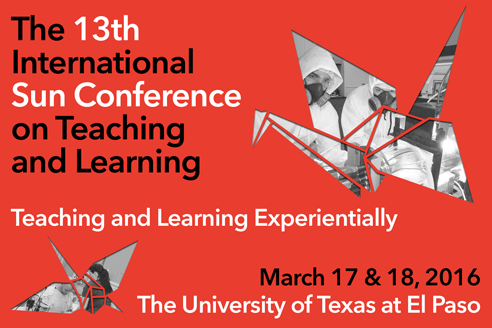 The 13th
International
Sun Conference
on Teaching
and Learning
Teaching and Learning Experientially
March 17 & 18, 2016
The University of Texas at El Paso